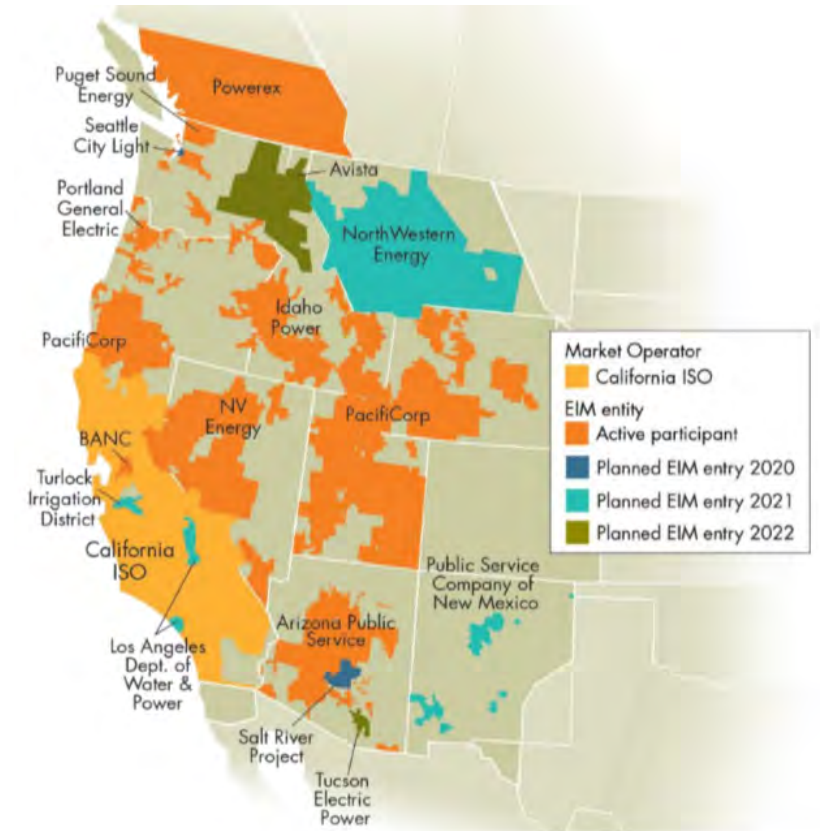 Powerex
Puget Sound
Energy
Seattle
City Light
Avista
Portland
General
Electric
NorthWestern
Energy
Idaho
Power
PacifiCorp
NV
Energy
PacifiCorp
BANC
Turlock
Irrigation
District
California
ISO
Los Angeles
Dept. of
Water &
Power
Arizona Public
Service
Public Service
Company of
New Mexico
Salt River
Project
Tucson
Electric
Power
Market Operator
California ISO
EIM entity
Active participant
Planned EIM entry 2020
Planned EIM entry 2021
Planned EIM entry 2022